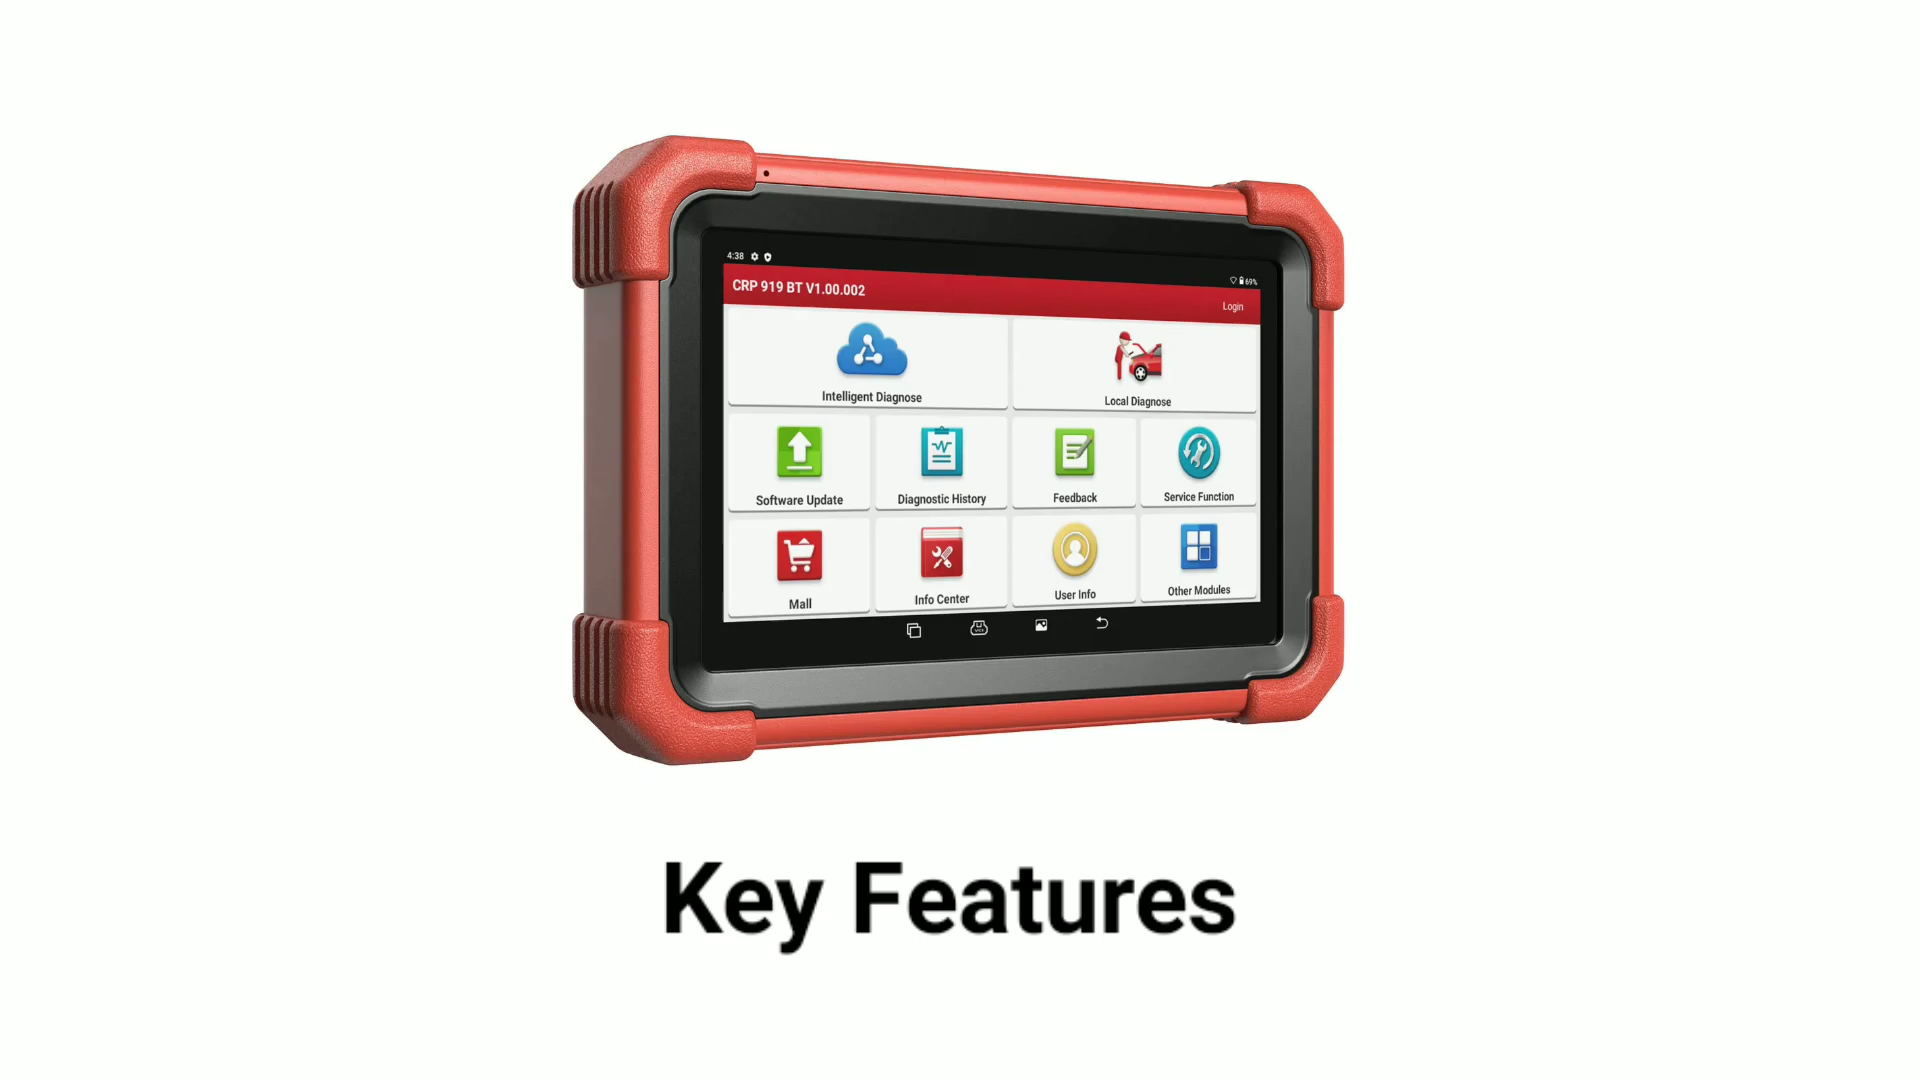 4:38
69%
CRP 919 BT V1.00.002
Login
Intelligent Diagnose
Local Diagnose
Software Update
Diagnostic History
Feedback
Service Function
Mall
Info Center
User Info
Other Modules
Key Features